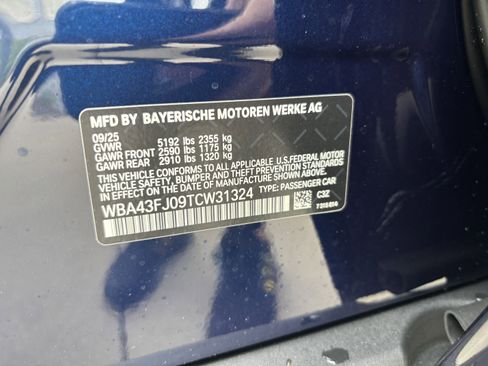 MFD BY BAYERISCHE MOTOREN WERKE AG
09/25
GVWR 5192 lbs 2355 kg
GAWR FRONT 2590 lbs 1175 kg
GAWR REAR 2910 lbs 1320 kg
THIS VEHICLE CONFORMS TO ALL APPLICABLE U.S. FEDERAL MOTOR
VEHICLE SAFETY, BUMPER AND THEFT PREVENTION STANDARDS IN
EFFECT ON THE DATE OF MANUFACTURE SHOWN ABOVE.
WBA43FJ09TCW31324 TYPE: PASSENGER CAR
C3Z